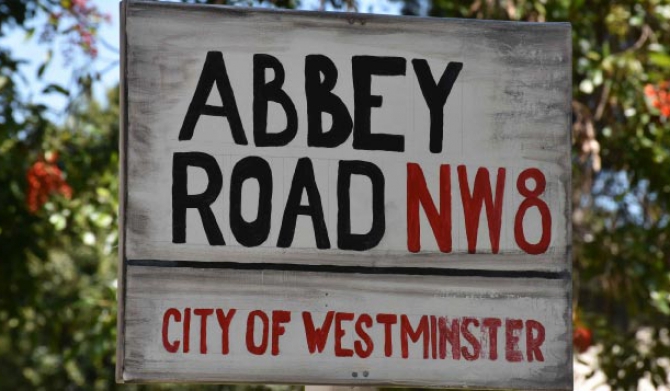 ABBEY
ROAD NW8
CITY OF WESTMINSTER